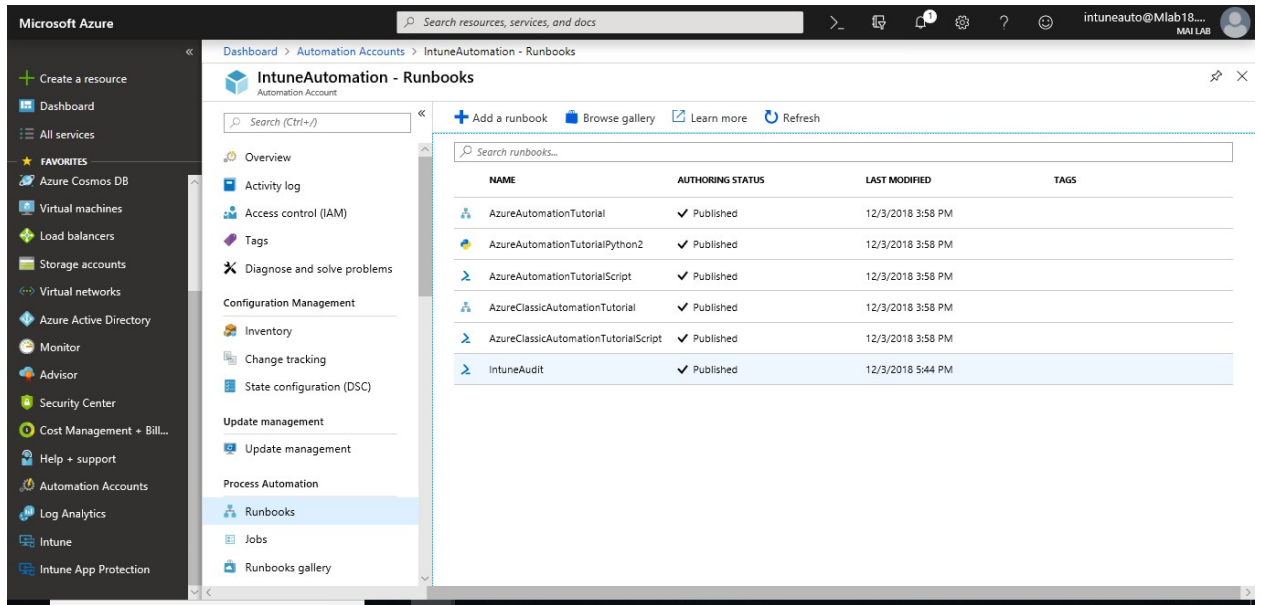 Microsoft Azure
Search resources, services, and docs
1
intuneauto@Mlab18....
MAI LAB
Dashboard > Automation Accounts > IntuneAutomation - Runbooks
IntuneAutomation - Runbooks
Automation Account
Create a resource
Dashboard
All services
FAVORITES
Azure Cosmos DB
Virtual machines
Load balancers
Storage accounts
Virtual networks
Azure Active Directory
Monitor
Advisor
Security Center
Cost Management + Bill...
Help + support
Automation Accounts
Log Analytics
Intune
Intune App Protection
Search (Ctrl+/)
Overview
Activity log
Access control (IAM)
Tags
Diagnose and solve problems
Configuration Management
Inventory
Change tracking
State configuration (DSC)
Update management
Update management
Process Automation
Runbooks
Jobs
Runbooks gallery
Add a runbook Browse gallery Learn more Refresh
Search runbooks...
NAME AUTHORING STATUS LAST MODIFIED TAGS
AzureAutomationTutorial Published 12/3/2018 3:58 PM
AzureAutomationTutorialPython2 Published 12/3/2018 3:58 PM
AzureAutomationTutorialScript Published 12/3/2018 3:58 PM
AzureClassicAutomationTutorial Published 12/3/2018 3:58 PM
AzureClassicAutomationTutorialScript Published 12/3/2018 3:58 PM
IntuneAudit Published 12/3/2018 5:44 PM